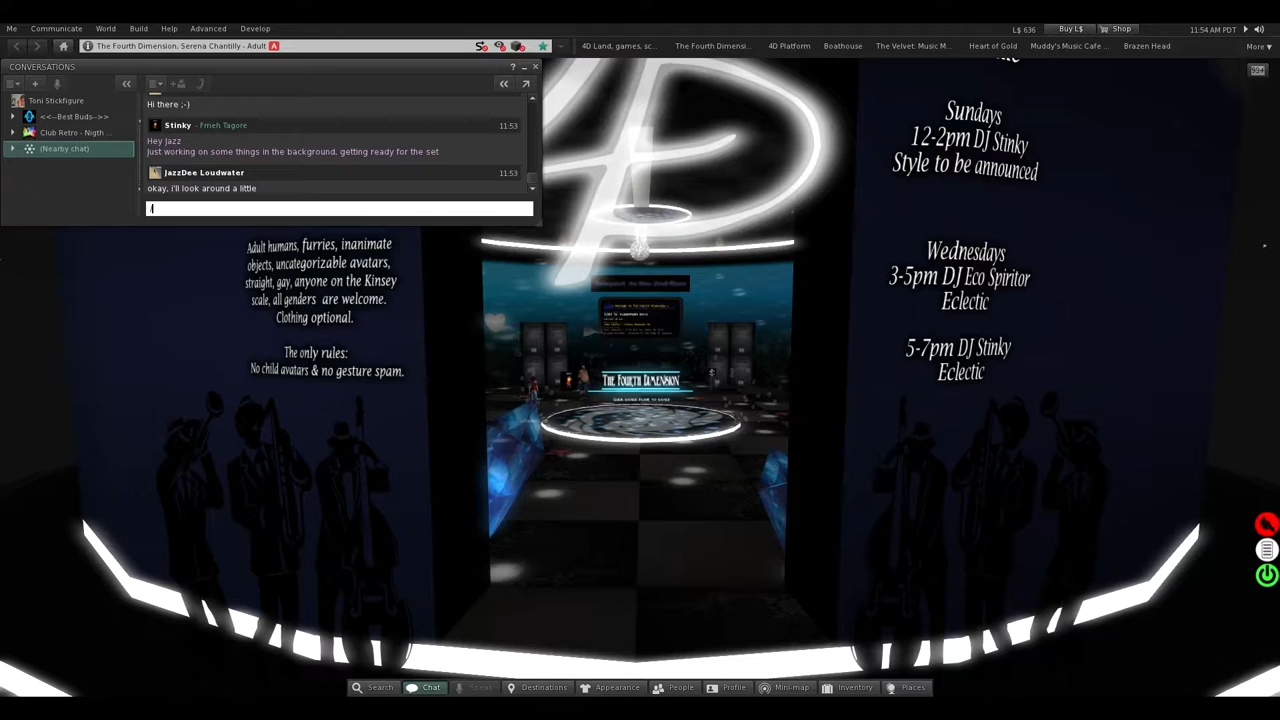 Me Communicate World Build Help Advanced Develop
L$ 636 Buy L$ Shop 11:54 AM PDT
The Fourth Dimension, Serena Chantilly - Adult A
4D Land, games, sc... The Fourth Dimensi... 4D Platform Boathouse The Velvet: Music M... Heart of Gold Muddy's Music Cafe ... Brazen Head More ▼
CONVERSATIONS
99+
Toni Stickfigure
<<--Best Buds-->>
Club Retro - Nigth ...
(Nearby chat)
Hi there ;-)
Stinky - Fmeh Tagore 11:53
Hey Jazz
Just working on some things in the background, getting ready for the set
JazzDee Loudwater 11:53
okay, i'll look around a little
/
Adult humans, furries, inanimate
objects, uncategorizable avatars,
straight, gay, anyone on the Kinsey
scale, all genders are welcome.
Clothing optional.
The only rules:
No child avatars & no gesture spam.
THE FOURTH DIMENSION
Sundays
12-2pm DJ Stinky
Style to be announced
Wednesdays
3-5pm DJ Eco Spiritor
Eclectic
5-7pm DJ Stinky
Eclectic
Search Chat Speak Destinations Appearance People Profile Mini-map Inventory Places